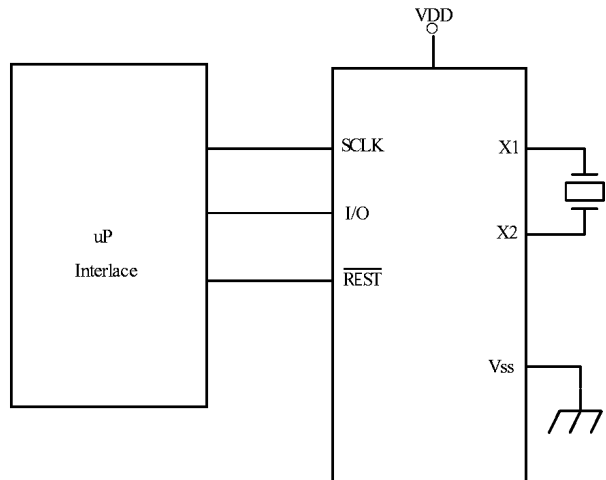 VDD
SCLK
X1
I/O
X2
uP
Interlace
REST
Vss